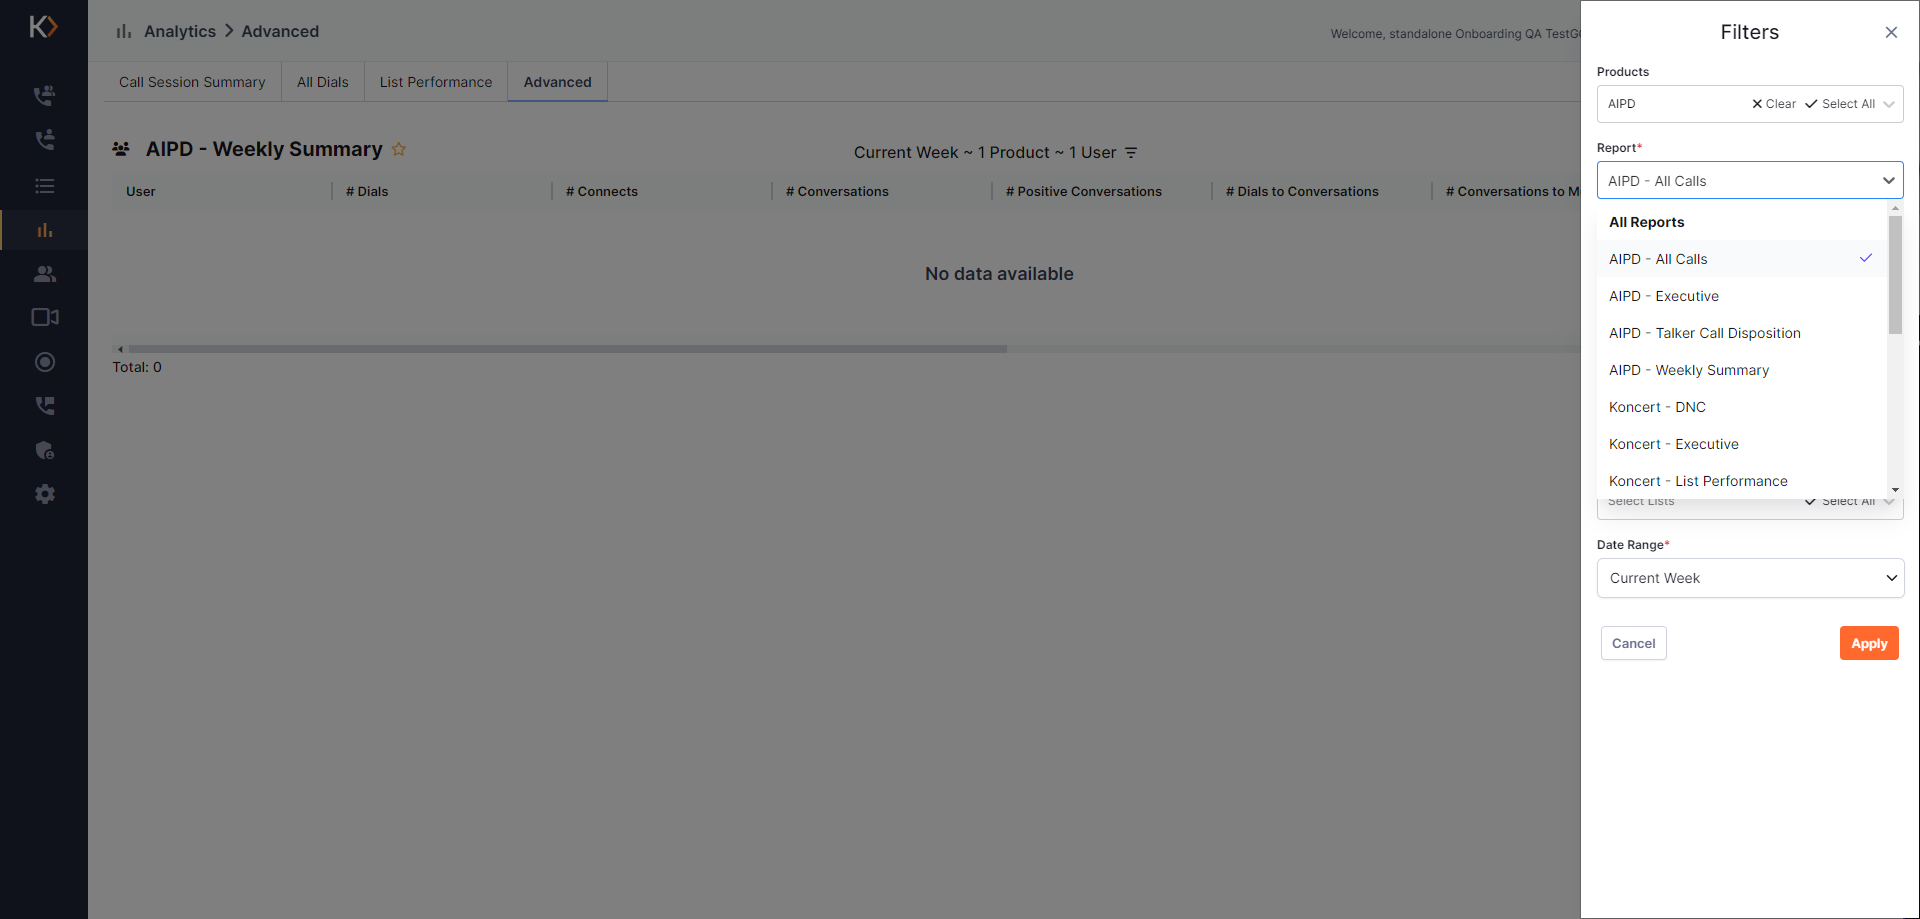 K
Analytics > Advanced
Welcome, standalone Onboarding QA TestG
Call Session Summary
All Dials
List Performance
Advanced
AIPD - Weekly Summary
Current Week ~ 1 Product ~ 1 User
User
# Dials
# Connects
# Conversations
# Positive Conversations
# Dials to Conversations
# Conversations to M
No data available
Total: 0
Filters
Products
AIPD
Clear
Select All
Report*
AIPD - All Calls
All Reports
AIPD - All Calls
AIPD - Executive
AIPD - Talker Call Disposition
AIPD - Weekly Summary
Koncert - DNC
Koncert - Executive
Koncert - List Performance
Select Lists
Select All
Date Range*
Current Week
Cancel
Apply